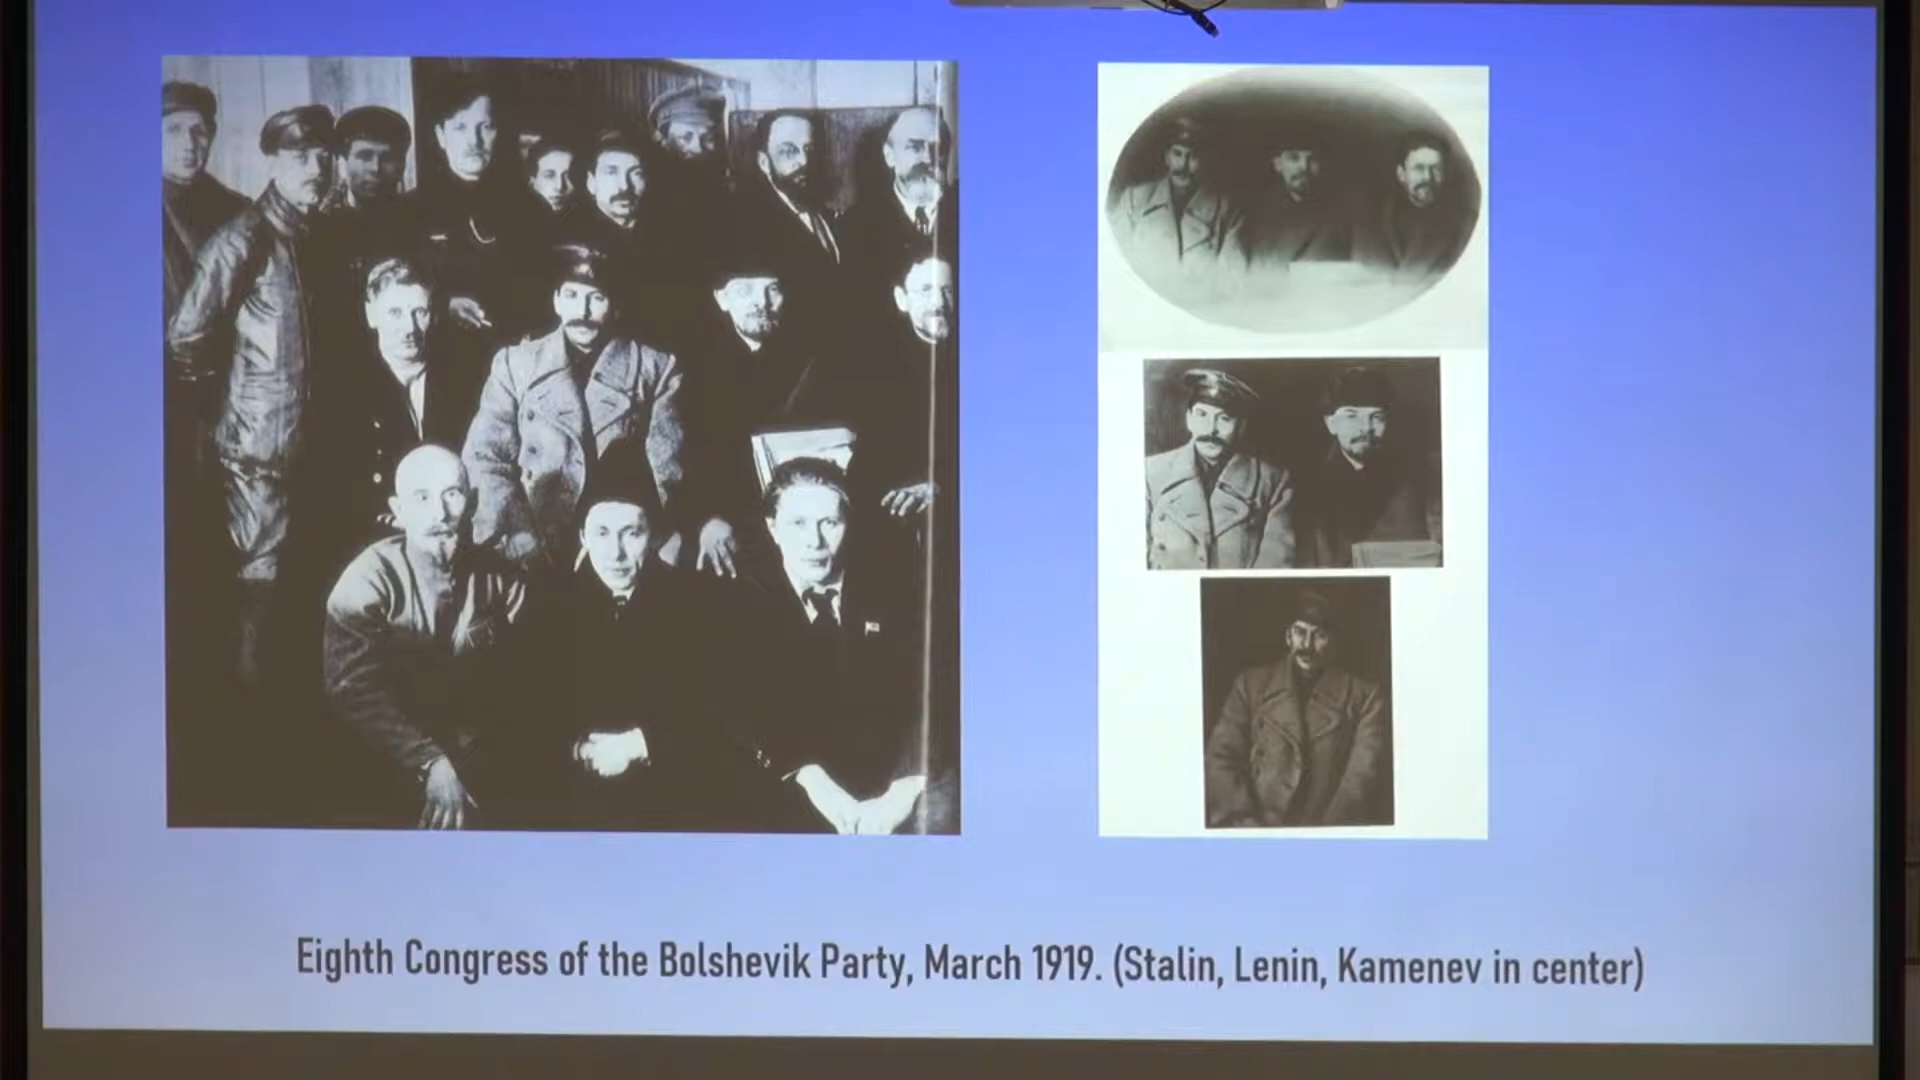 Eighth Congress of the Bolshevik Party, March 1919. (Stalin, Lenin, Kamenev in center)